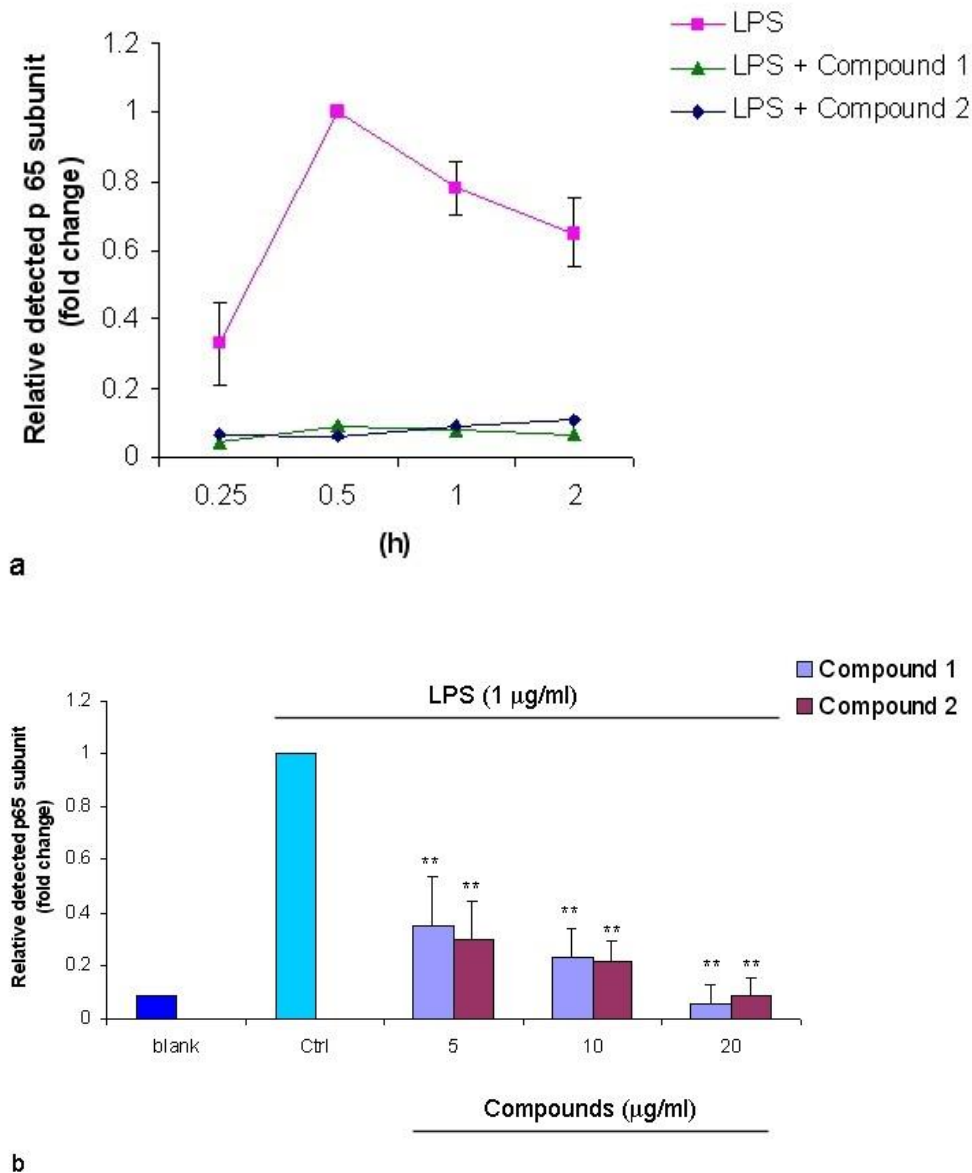 LPS
LPS + Compound 1
LPS + Compound 2
Relative detected p 65 subunit
(fold change)
1.2
1
0.8
0.6
0.4
0.2
0
0.25 0.5 1 2
(h)
a
Compound 1
Compound 2
LPS (1 µg/ml)
Relative detected p65 subunit
(fold change)
1.2
1
0.8
0.6
0.4
0.2
0
** ** ** ** ** **
blank Ctrl 5 10 20
Compounds (µg/ml)
b